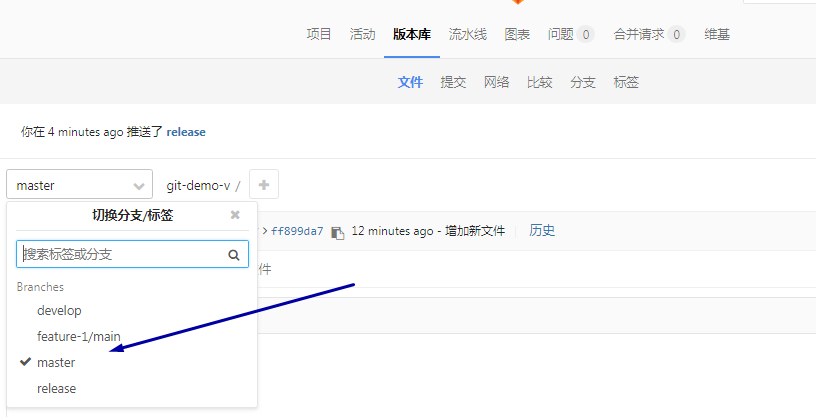 项目 活动 版本库 流水线 图表 问题 0 合并请求 0 维基
文件 提交 网络 比较 分支 标签
你在 4 minutes ago 推送了 release
master git-demo-v / +
切换分支/标签
ff899da7 12 minutes ago - 增加新文件 历史
搜索标签或分支
件
Branches
develop
feature-1/main
master
release